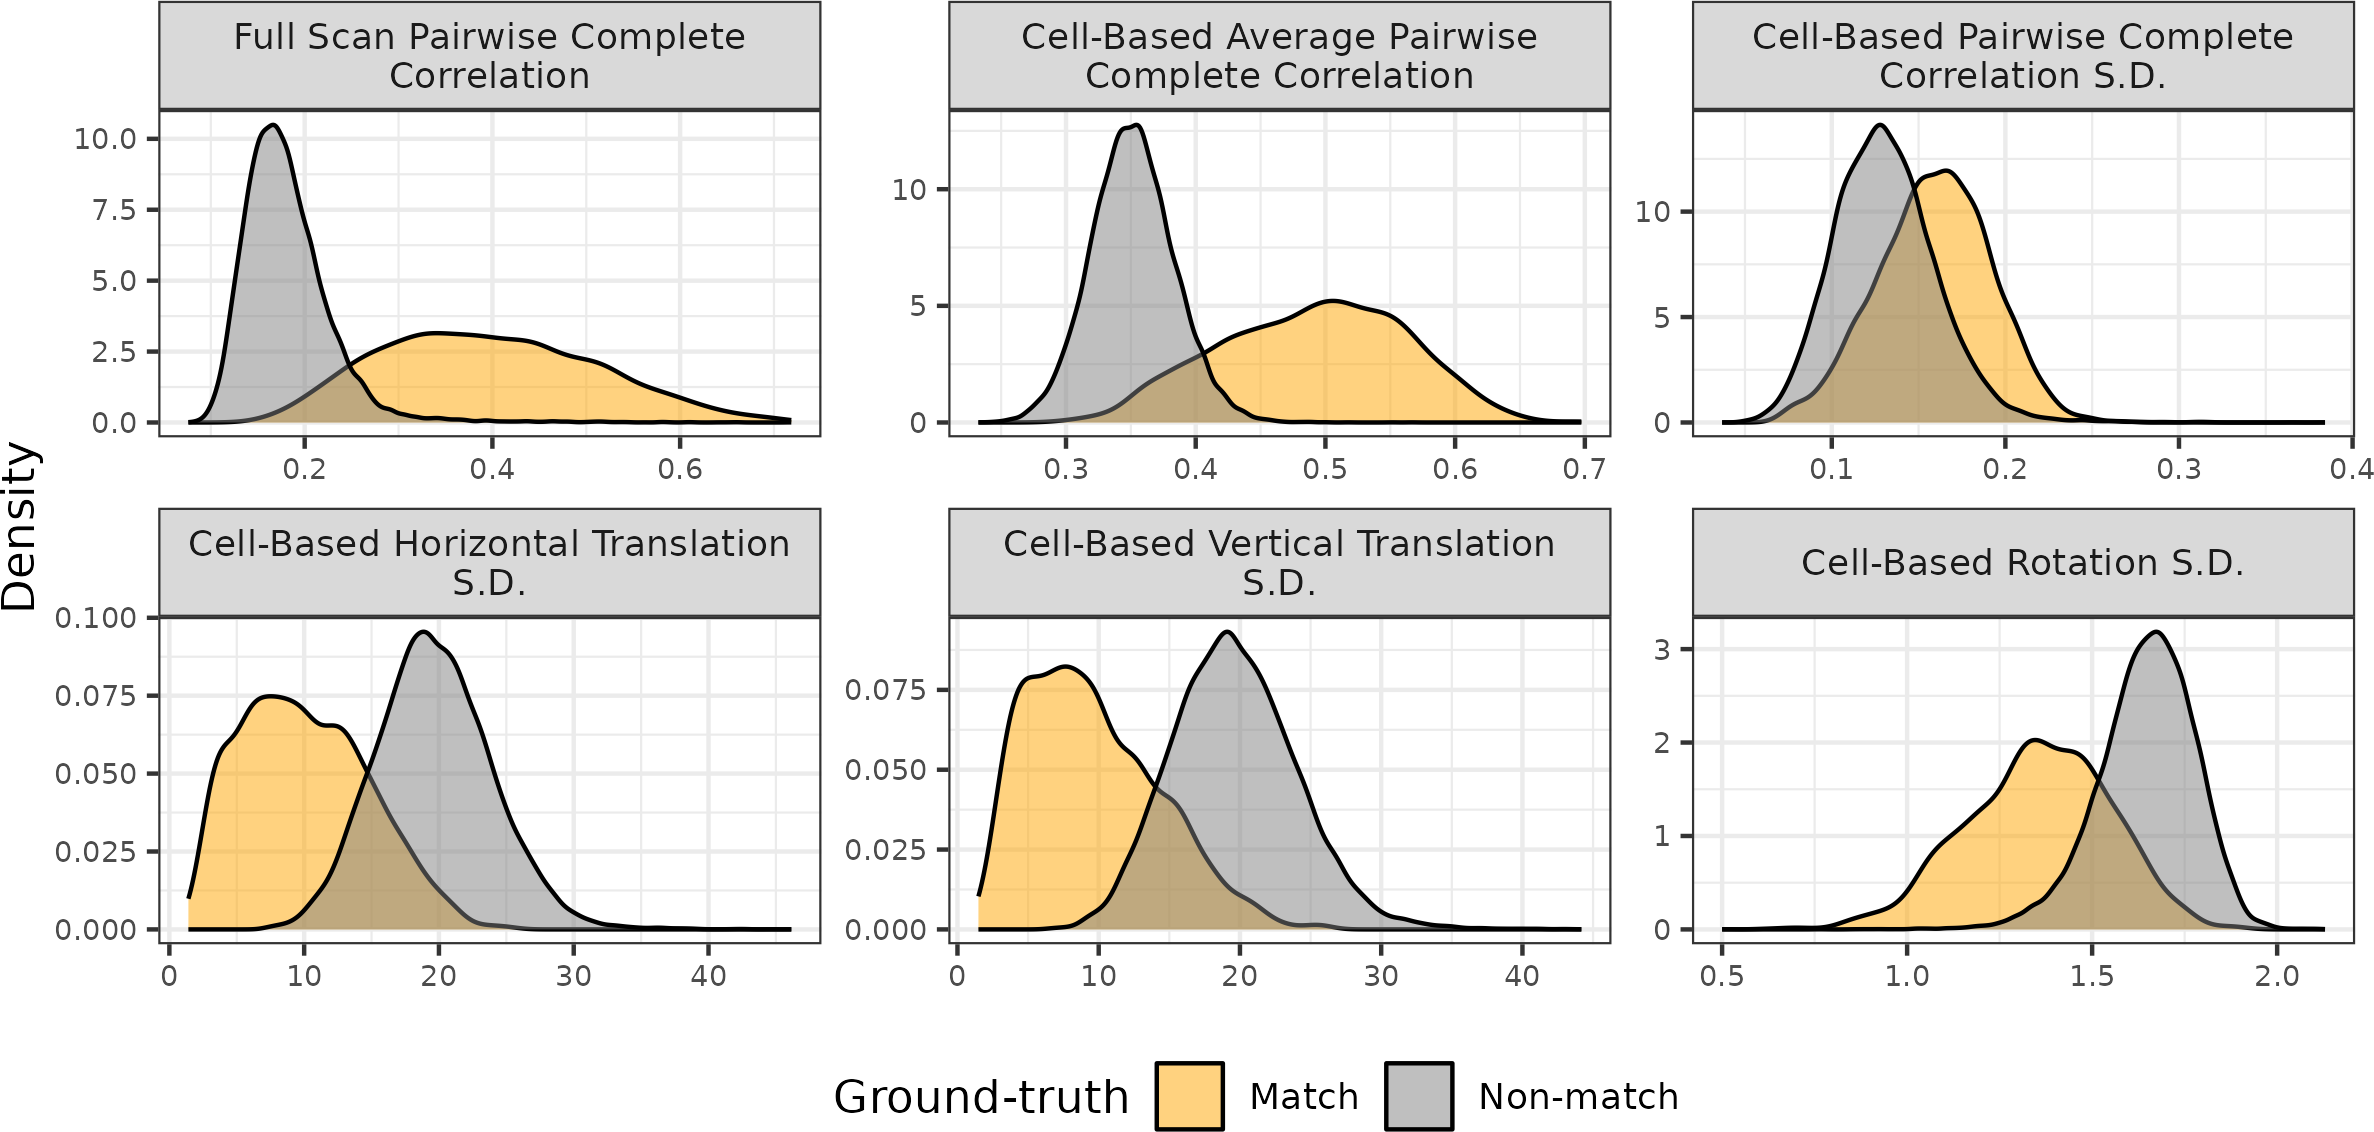 Full Scan Pairwise Complete
Correlation
Cell-Based Average Pairwise
Complete Correlation
Cell-Based Pairwise Complete
Correlation S.D.
10.0
7.5
5.0
2.5
0.0
0.2 0.4 0.6
10
5
0
0.3 0.4 0.5 0.6 0.7
10
5
0
0.1 0.2 0.3 0.4
Density
Cell-Based Horizontal Translation
S.D.
Cell-Based Vertical Translation
S.D.
Cell-Based Rotation S.D.
0.100
0.075
0.050
0.025
0.000
0 10 20 30 40
0.075
0.050
0.025
0.000
0 10 20 30 40
3
2
1
0
0.5 1.0 1.5 2.0
Ground-truth Match Non-match